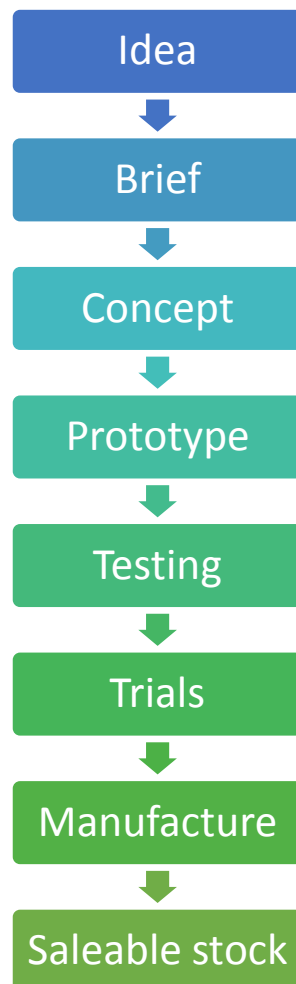 Idea
Brief
Concept
Prototype
Testing
Trials
Manufacture
Saleable stock